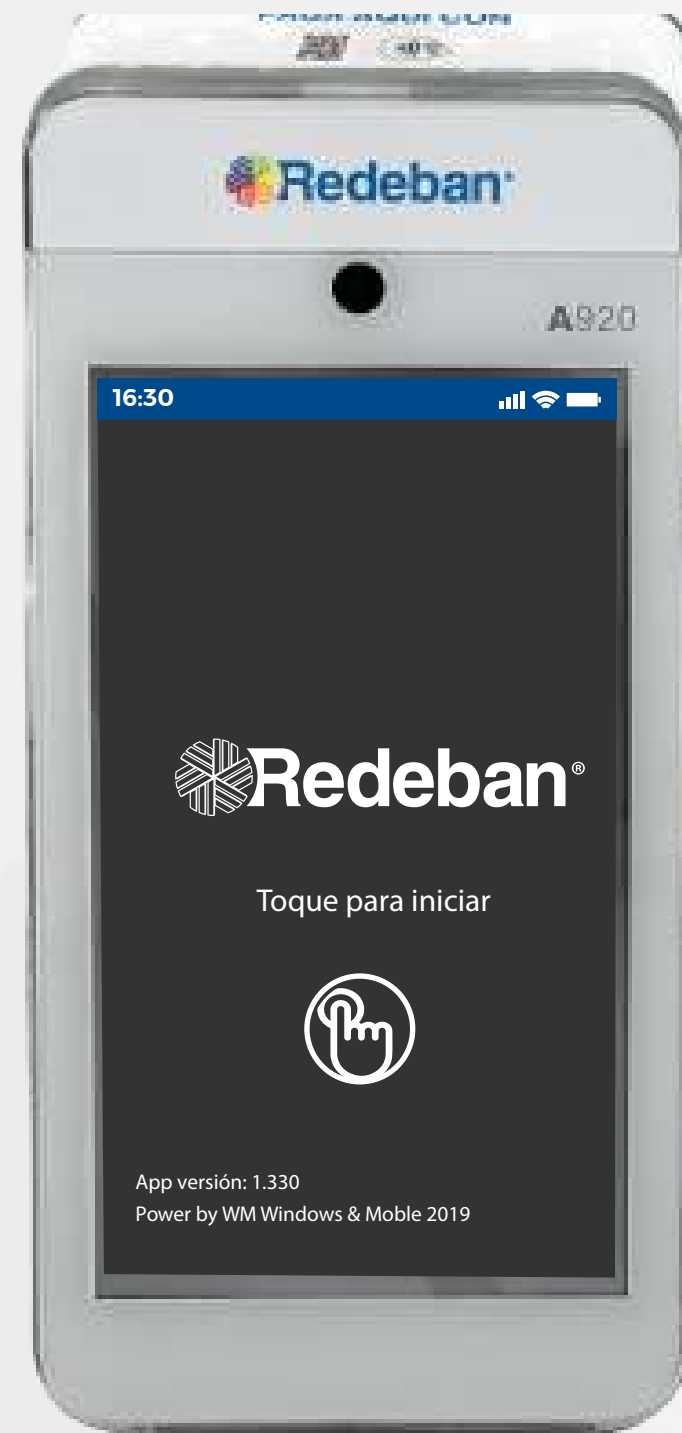 Redeban
A920
16:30
Redeban®
Toque para iniciar
App versión: 1.330
Power by WM Windows & Moble 2019